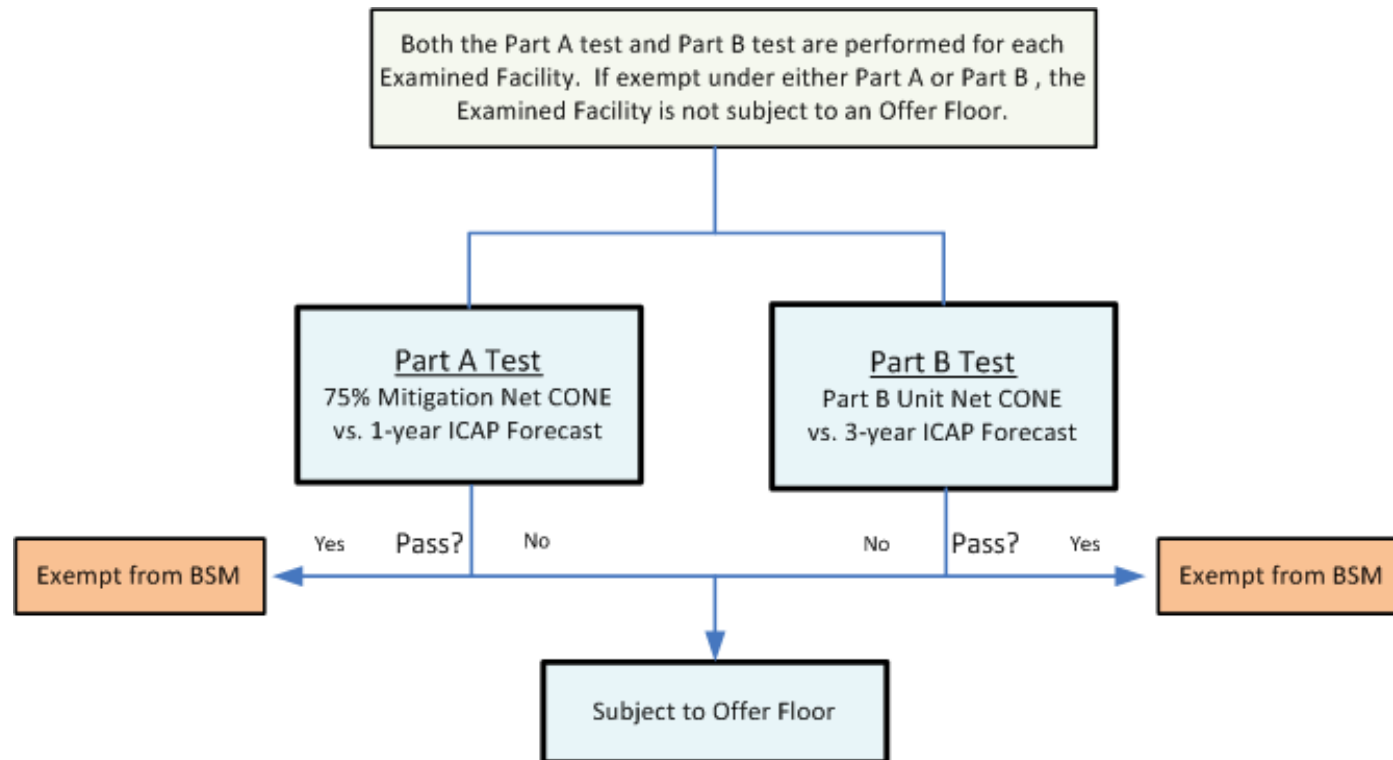 Both the Part A test and Part B test are performed for each
Examined Facility.  If exempt under either Part A or Part B , the
Examined Facility is not subject to an Offer Floor.
Part A Test
75% Mitigation Net CONE
vs. 1-year ICAP Forecast
Part B Test
Part B Unit Net CONE
vs. 3-year ICAP Forecast
Yes Pass? No
No Pass? Yes
Exempt from BSM
Exempt from BSM
Subject to Offer Floor